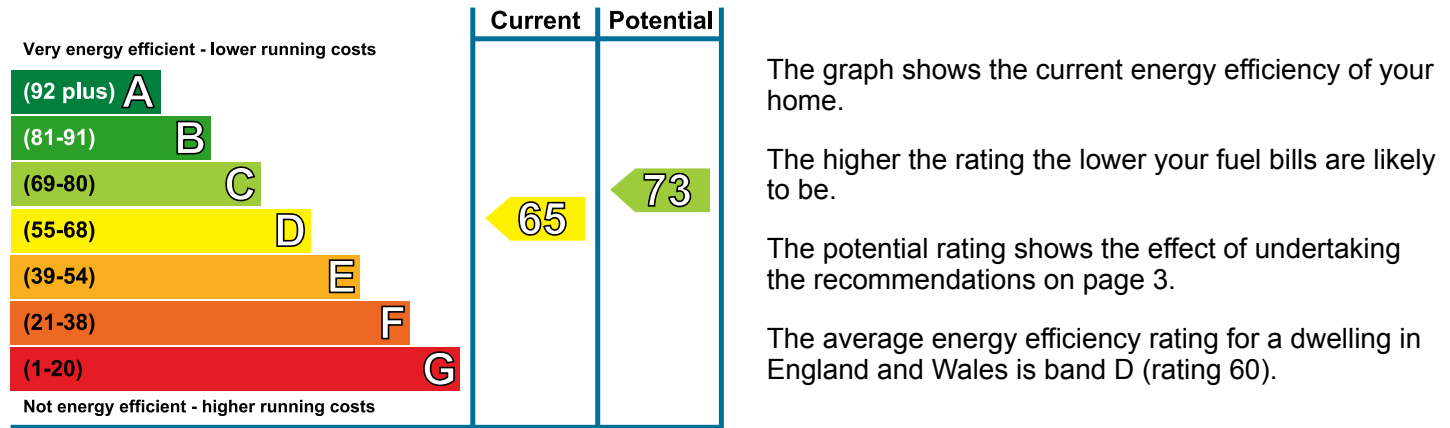 Current Potential
Very energy efficient - lower running costs
(92 plus) A
(81-91) B
(69-80) C
(55-68) D
(39-54) E
(21-38) F
(1-20) G
Not energy efficient - higher running costs
65
73
The graph shows the current energy efficiency of your
home.
The higher the rating the lower your fuel bills are likely
to be.
The potential rating shows the effect of undertaking
the recommendations on page 3.
The average energy efficiency rating for a dwelling in
England and Wales is band D (rating 60).